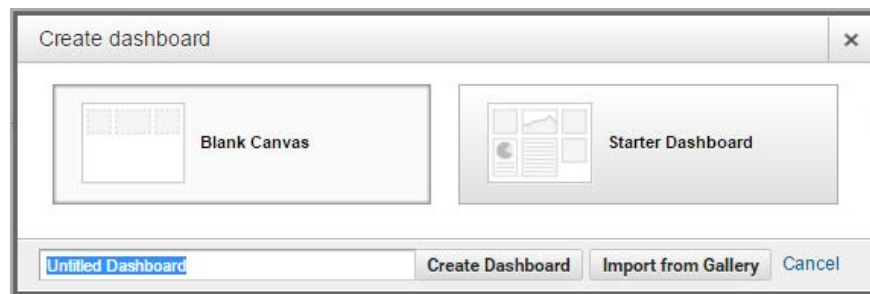 Create dashboard ×
Blank Canvas
Starter Dashboard
Untitled Dashboard Create Dashboard Import from Gallery Cancel